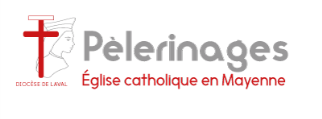 Pèlerinages
Église catholique en Mayenne
DIOCÈSE DE LAVAL